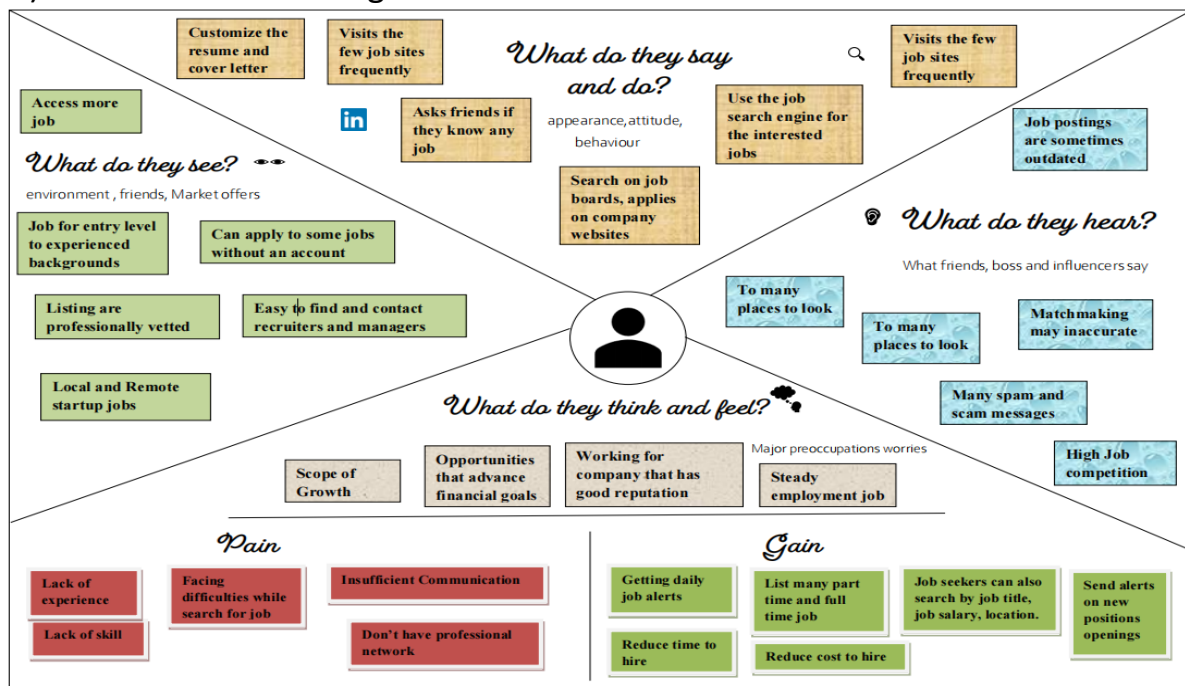 Customize the
resume and
cover letter
Visits the
few job sites
frequently
What do they say
and do?
appearance,attitude,
behaviour
in
Asks friends if
they know any
job
Search on job
boards, applies
on company
websites
Use the job
search engine for
the interested
jobs
Visits the few
job sites
frequently
Access more
job
What do they see?
environment , friends, Market offers
Job for entry level
to experienced
backgrounds
Can apply to some jobs
without an account
Listing are
professionally vetted
Easy to find and contact
recruiters and managers
Local and Remote
startup jobs
Job postings
are sometimes
outdated
What do they hear?
What friends, boss and influencers say
To many
places to look
To many
places to look
Matchmaking
may inaccurate
Many spam and
scam messages
High Job
competition
What do they think and feel?
Major preoccupations worries
Scope of
Growth
Opportunities
that advance
financial goals
Working for
company that has
good reputation
Steady
employment job
Pain
Lack of
experience
Facing
difficulties while
search for job
Insufficient Communication
Lack of skill
Don't have professional
network
Gain
Getting daily
job alerts
List many part
time and full
time job
Job seekers can also
search by job title,
job salary, location.
Send alerts
on new
positions
openings
Reduce time to
hire
Reduce cost to hire